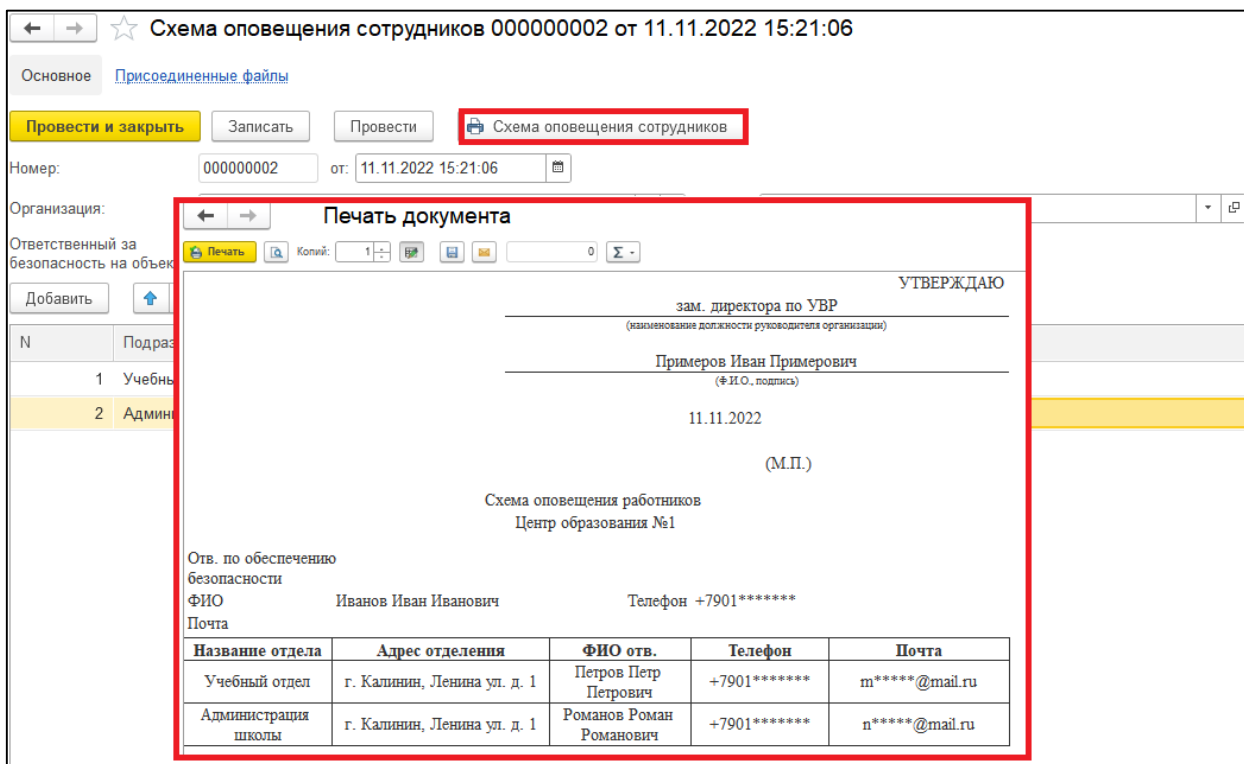 Схема оповещения сотрудников 000000002 от 11.11.2022 15:21:06
Основное Присоединенные файлы
Провести и закрыть Записать Провести Схема оповещения сотрудников
Номер: 000000002 от: 11.11.2022 15:21:06
Организация:
Ответственный за
безопасность на объек
Добавить
N Подраз
1 Учебны
2 Админи
Печать документа
Печать Копий: 1 0 Σ
УТВЕРЖДАЮ
зам. директора по УВР
(наименование должности руководителя организации)
Примеров Иван Примерович
(Ф.И.О., подпись)
11.11.2022
(М.П.)
Схема оповещения работников
Центр образования №1
Отв. по обеспечению
безопасности
ФИО Иванов Иван Иванович Телефон +7901*******
Почта
Название отдела Адрес отделения ФИО отв. Телефон Почта
Учебный отдел г. Калинин, Ленина ул. д. 1 Петров Петр Петрович +7901******* m*****@mail.ru
Администрация школы г. Калинин, Ленина ул. д. 1 Романов Роман Романович +7901******* n*****@mail.ru